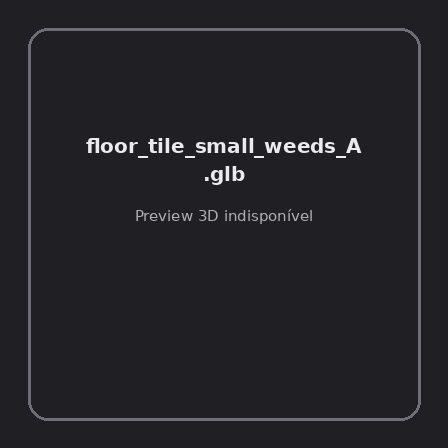 floor_tile_small_weeds_A
.glb
Preview 3D indisponível